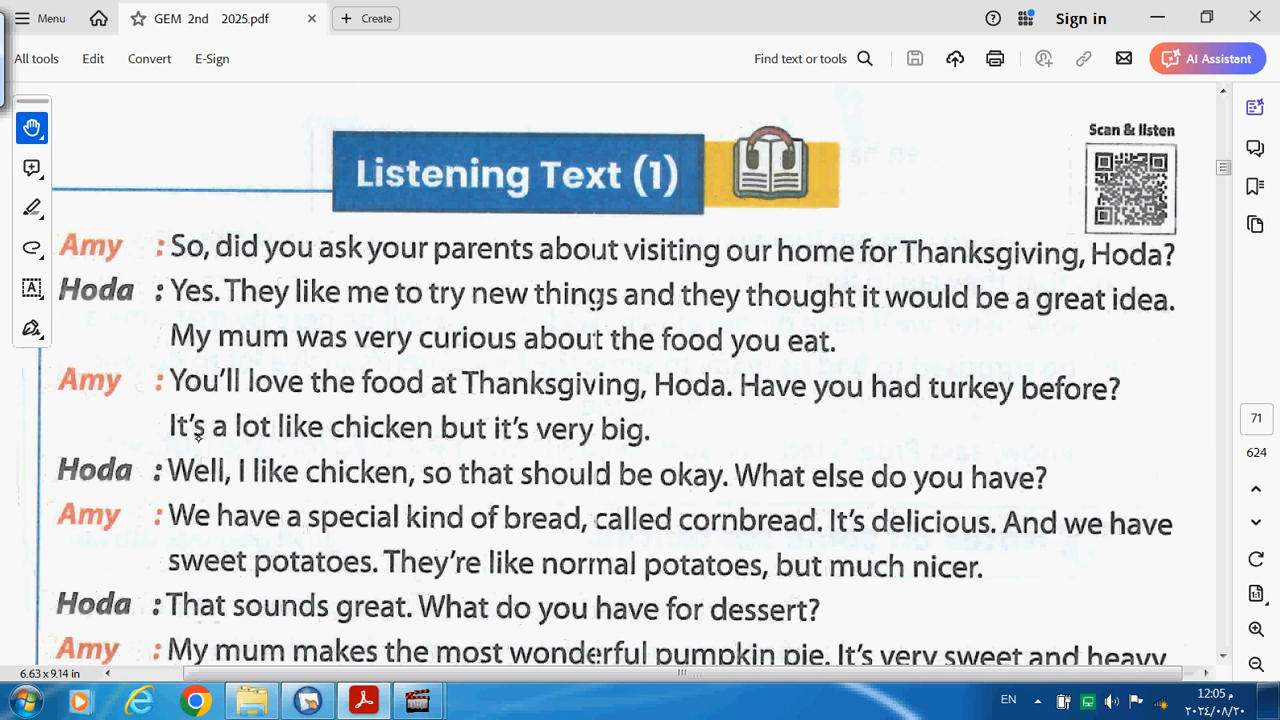 Menu
GEM 2nd 2025.pdf
Create
Sign in
All tools
Edit
Convert
E-Sign
Find text or tools
AI Assistant
Scan & listen
Listening Text (1)
Amy : So, did you ask your parents about visiting our home for Thanksgiving, Hoda?
Hoda : Yes. They like me to try new things and they thought it would be a great idea.
My mum was very curious about the food you eat.
Amy : You'll love the food at Thanksgiving, Hoda. Have you had turkey before?
It's a lot like chicken but it's very big.
Hoda : Well, I like chicken, so that should be okay. What else do you have?
Amy : We have a special kind of bread, called cornbread. It's delicious. And we have
sweet potatoes. They're like normal potatoes, but much nicer.
Hoda : That sounds great. What do you have for dessert?
Amy : My mum makes the most wonderful pumpkin pie. It's very sweet and heavy
71
624
6.63 x 9.14 in
EN
12:05 م
٢٠٢٤/٠٨/٢٠